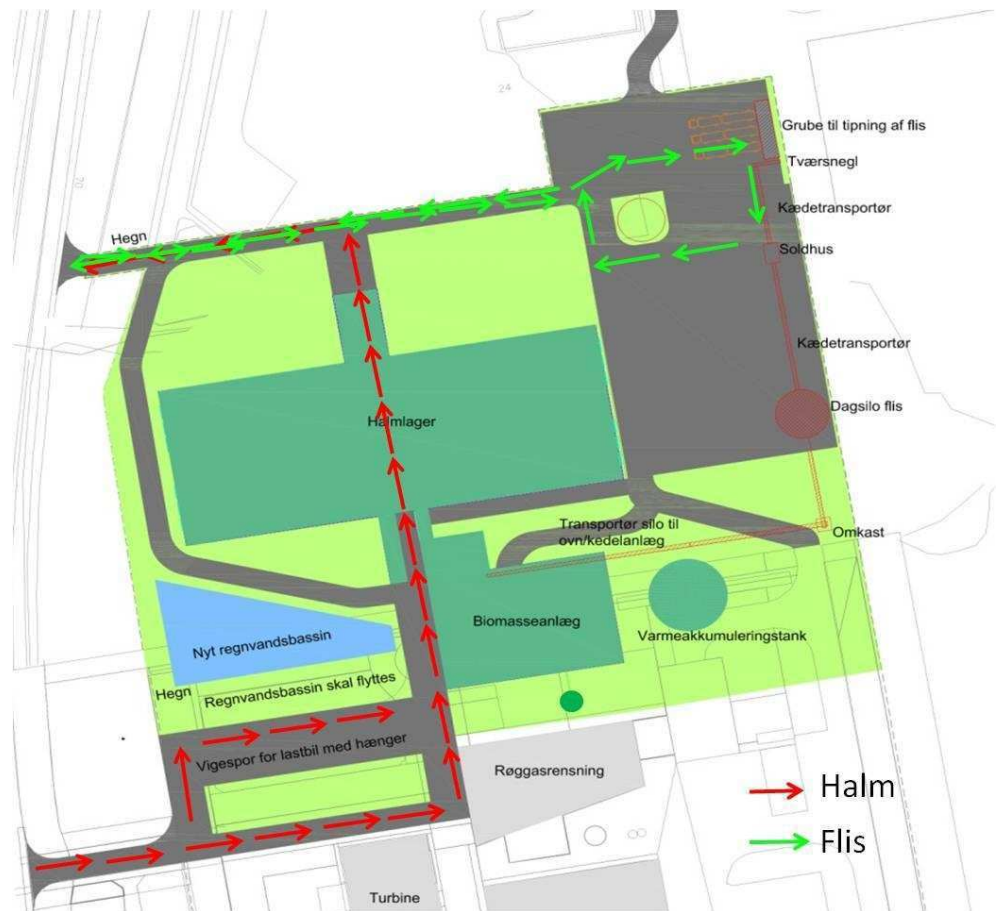 24
70
Grube til tipning af flis
Tværsnegl
Kædetransportør
Hegn
Soldhus
Kædetransportør
Dagsilo flis
Halmlager
Transportør silo til
ovn/kedelanlæg
Omkast
Biomasseanlæg
Varmeakkumuleringstank
Nyt regnvandsbassin
Hegn
Regnvandsbassin skal flyttes
Vigespor for lastbil med hænger
Røggasrensning
Halm
Flis
Turbine